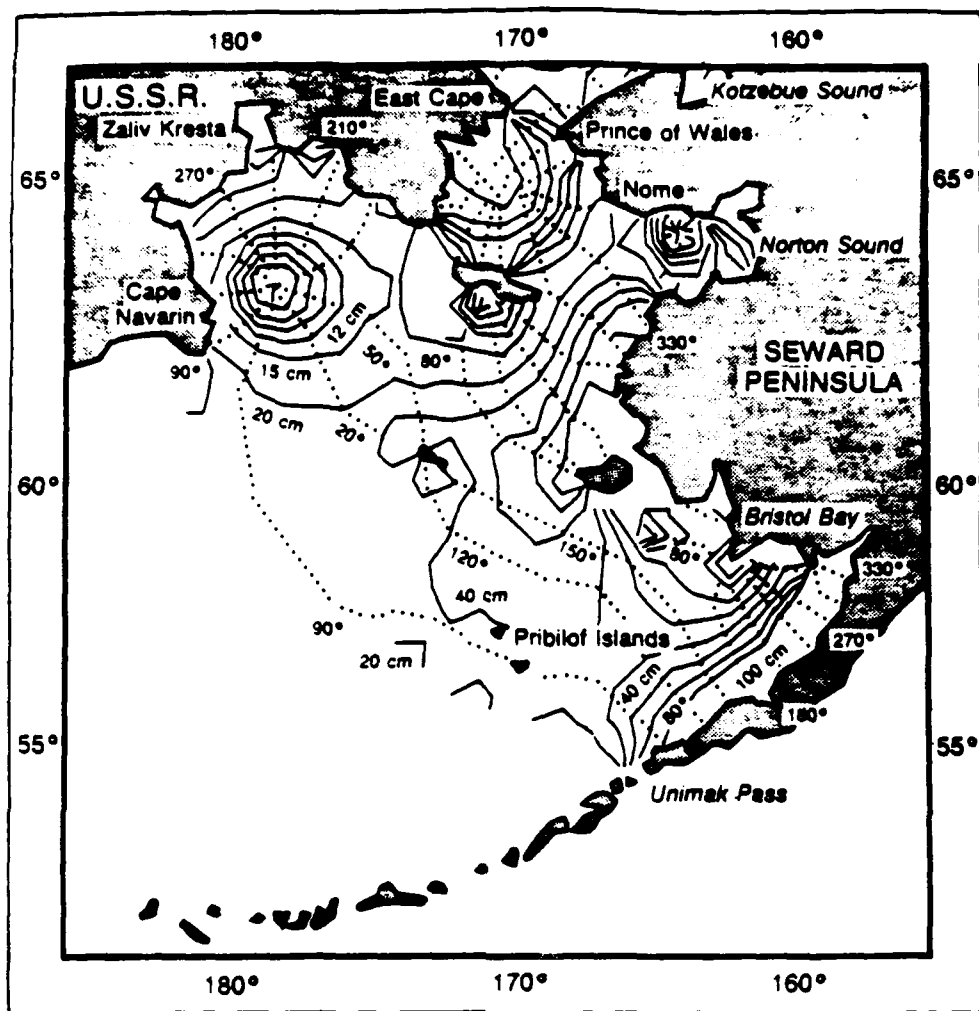 180° 170° 160°
U.S.S.R. East Cape Kotzebue Sound
Zaliv Kresta 210° Prince of Wales
270°
65° Nome 65°
Norton Sound
Cape
Navarin
12 cm
330°
90° 15 cm 50° 80° SEWARD
PENINSULA
20 cm 20°
60° 60°
Bristol Bay
120° 150° 60°
330°
40 cm
90° Pribilof Islands 270°
20 cm 40 cm 100 cm
80° 180°
55° 55°
Unimak Pass
180° 170° 160°